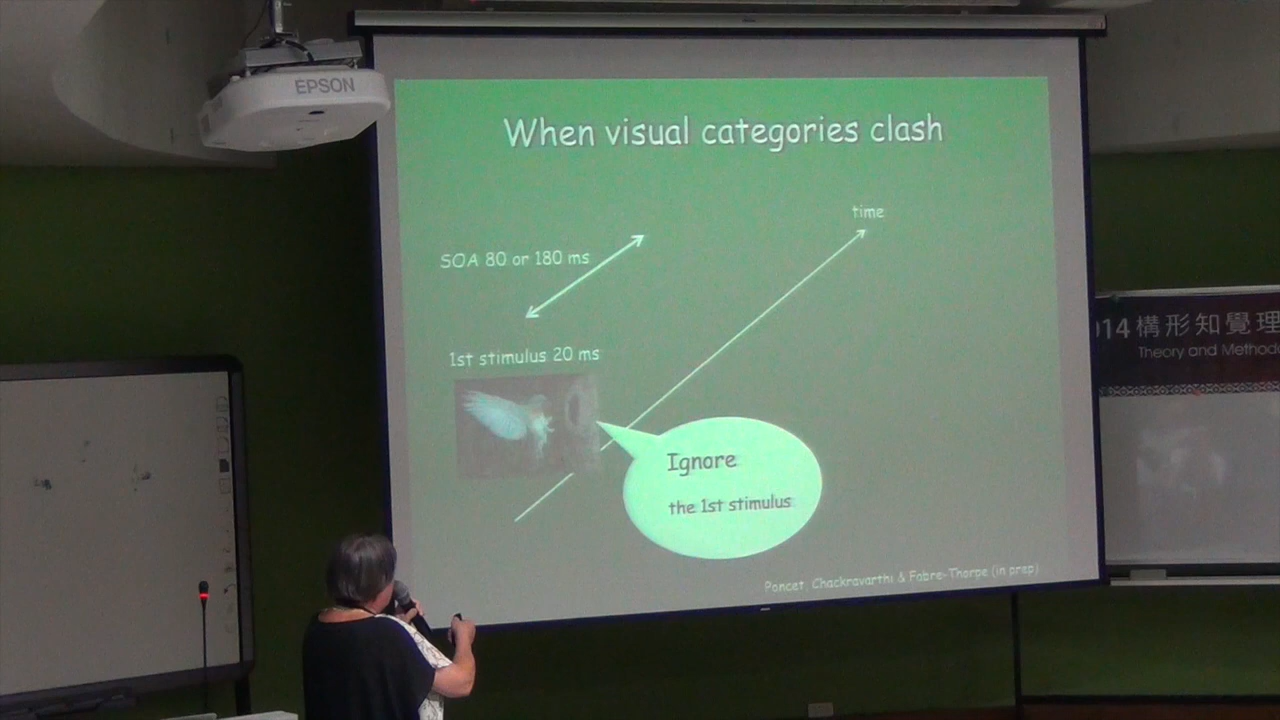 EPSON
When visual categories clash
time
SOA 80 or 180 ms
1st stimulus 20 ms
Ignore
the 1st stimulus
Poncet, Chackravarthi & Fabre-Thorpe (in prep)
014 構形知覺理
Theory and Methodo